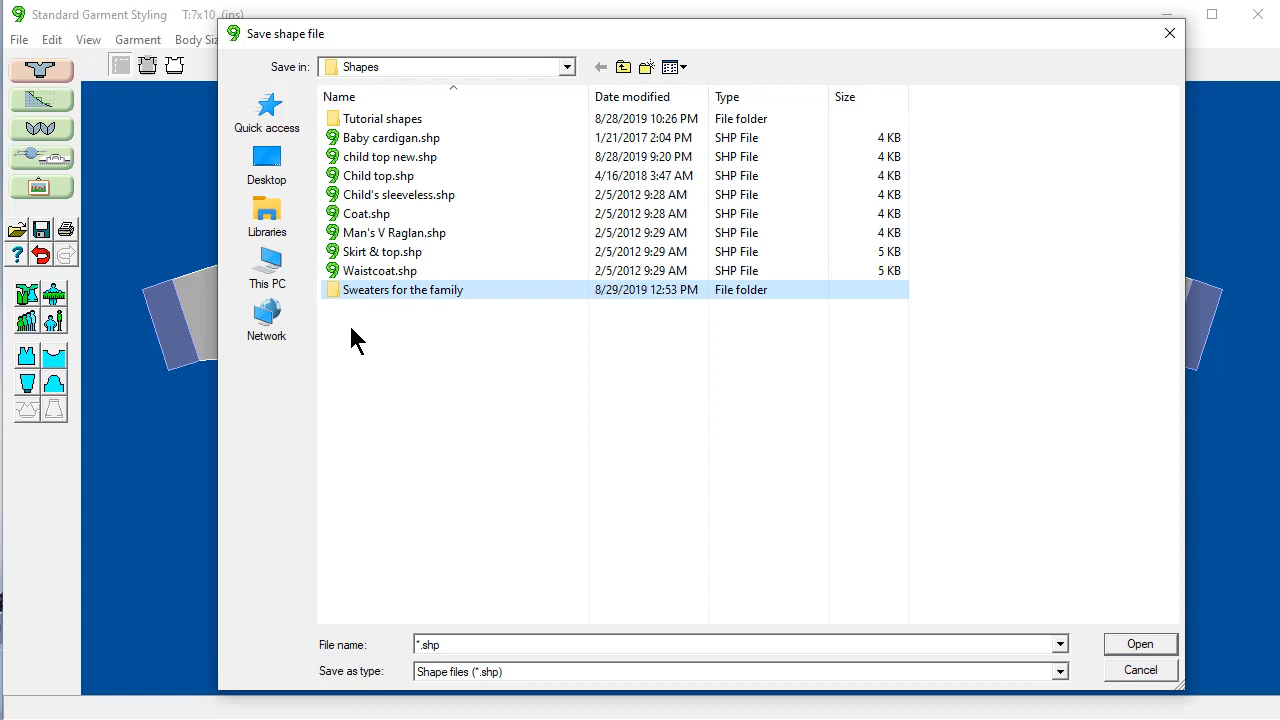 Standard Garment Styling T:7x10 (ins)
File Edit View Garment
Save shape file
Save in: Shapes
Quick access
Desktop
Libraries
This PC
Network
Name Date modified Type Size
Tutorial shapes 8/28/2019 10:26 PM File folder
Baby cardigan.shp 1/21/2017 2:04 PM SHP File 4 KB
child top new.shp 8/28/2019 9:20 PM SHP File 4 KB
Child top.shp 4/16/2018 3:47 AM SHP File 4 KB
Child's sleeveless.shp 2/5/2012 9:28 AM SHP File 4 KB
Coat.shp 2/5/2012 9:28 AM SHP File 4 KB
Man's V Raglan.shp 2/5/2012 9:29 AM SHP File 4 KB
Skirt & top.shp 2/5/2012 9:29 AM SHP File 5 KB
Waistcoat.shp 2/5/2012 9:29 AM SHP File 5 KB
Sweaters for the family 8/29/2019 12:53 PM File folder
File name: *.shp Open
Save as type: Shape files (*.shp) Cancel